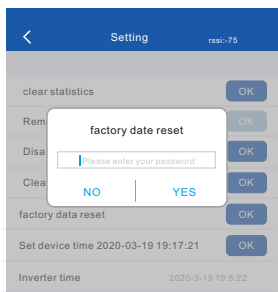 Setting
rssi:-75
clear statistics OK
Rem OK
factory date reset
Disa OK
Please enter your password
Clea OK
NO YES
factory data reset OK
Set device time 2020-03-19 19:17:21 OK
Inverter time 2020-3-19 19:5:22